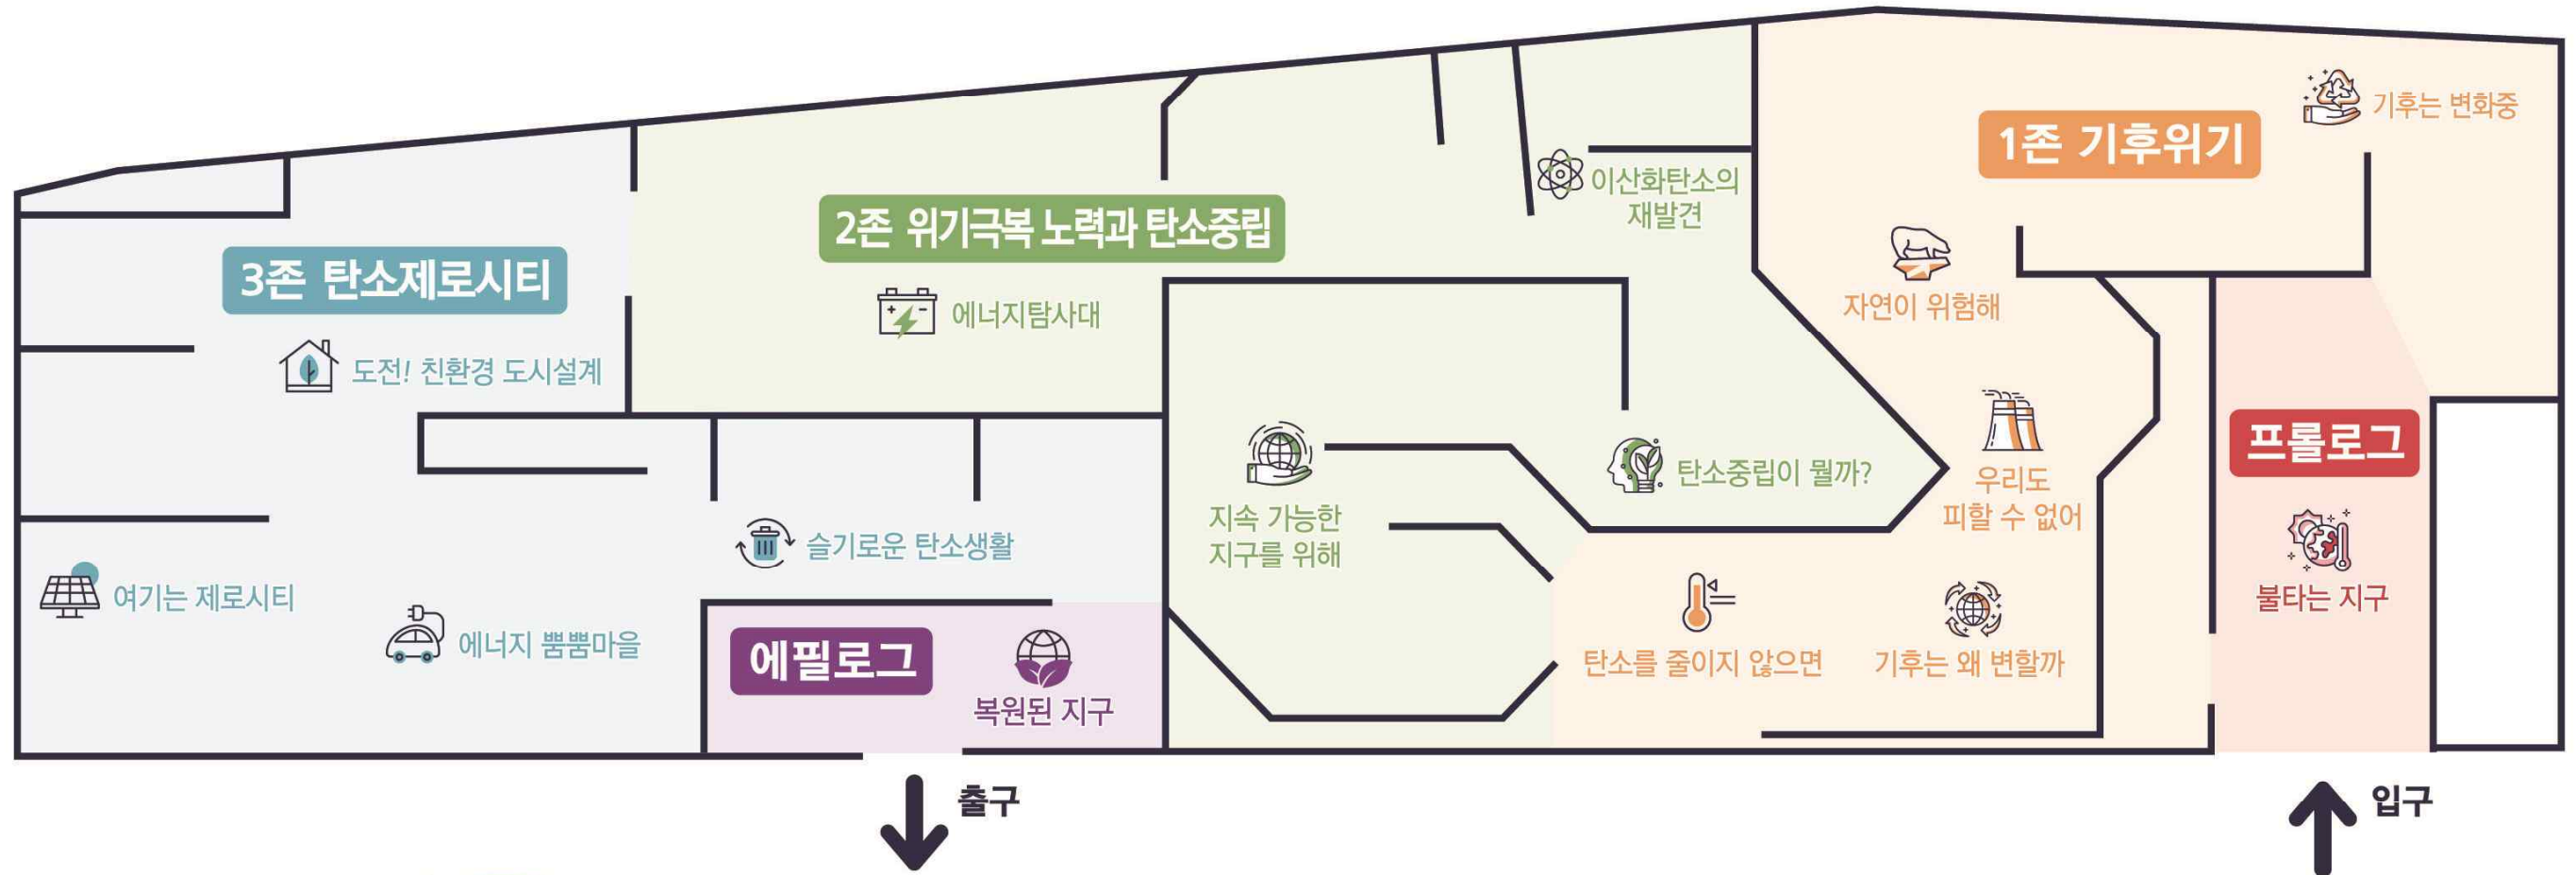 1존 기후위기
기후는 변화중
자연이 위험해
우리도
피할 수 없어
탄소를 줄이지 않으면
기후는 왜 변할까
프롤로그
불타는 지구
입구
2존 위기극복 노력과 탄소중립
이산화탄소의
재발견
에너지탐사대
탄소중립이 뭘까?
지속 가능한
지구를 위해
3존 탄소제로시티
도전! 친환경 도시설계
슬기로운 탄소생활
여기는 제로시티
에너지 뿜뿜마을
에필로그
복원된 지구
출구